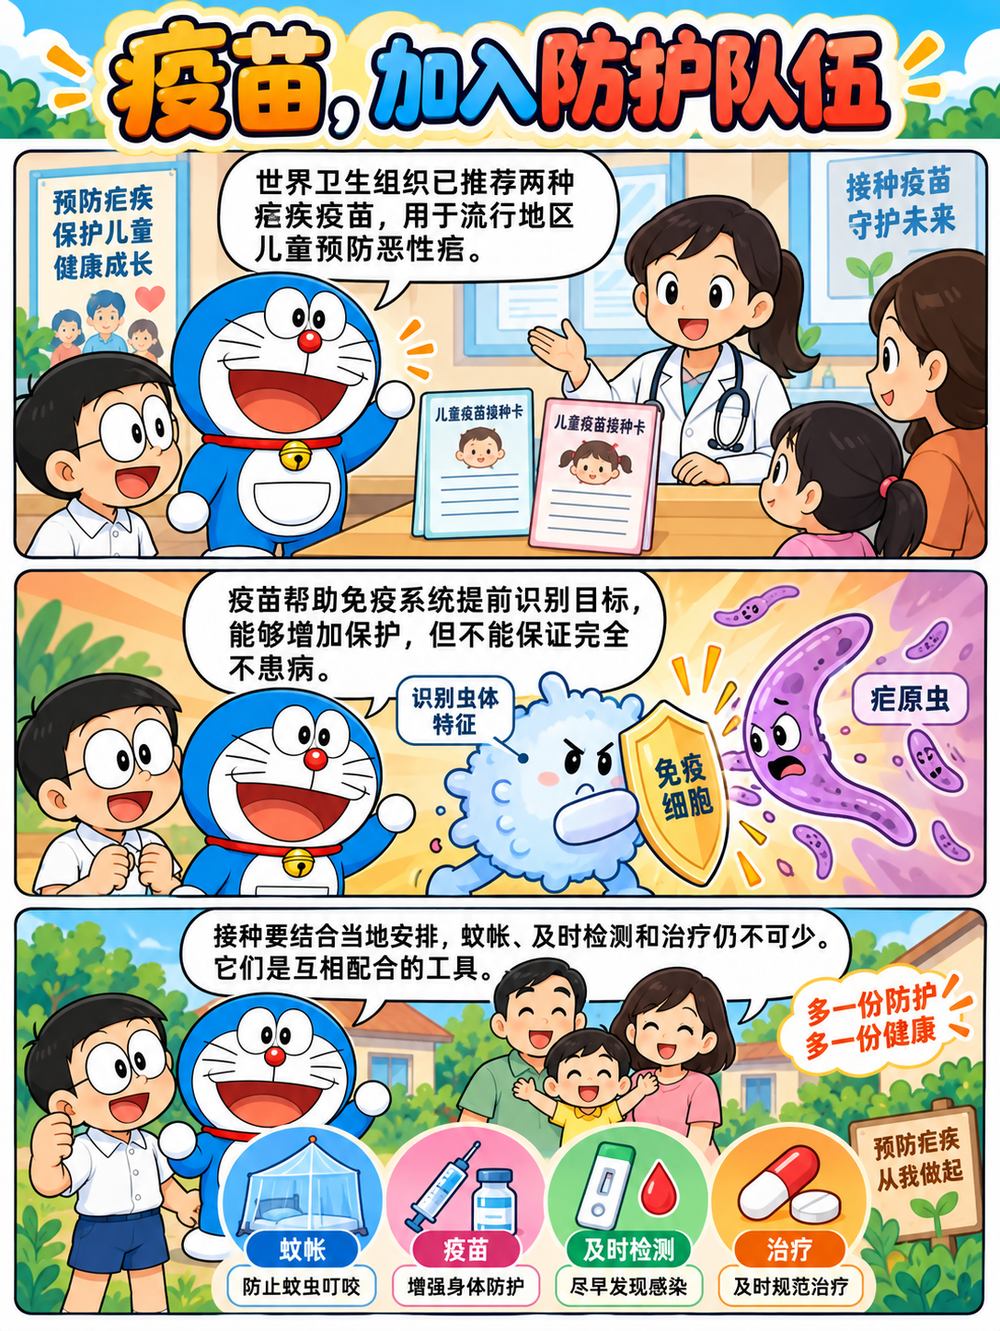 疫苗，加入防护队伍
预防疟疾
保护儿童
健康成长
世界卫生组织已推荐两种
疟疾疫苗，用于流行地区
儿童预防恶性疟。
接种疫苗
守护未来
儿童疫苗接种卡
儿童疫苗接种卡
疫苗帮助免疫系统提前识别目标，
能够增加保护，但不能保证完全
不患病。
识别虫体
特征
免疫
细胞
疟原虫
接种要结合当地安排，蚊帐、及时检测和治疗仍不可少。
它们是互相配合的工具。
多一份防护
多一份健康
预防疟疾
从我做起
蚊帐
防止蚊虫叮咬
疫苗
增强身体防护
及时检测
尽早发现感染
治疗
及时规范治疗